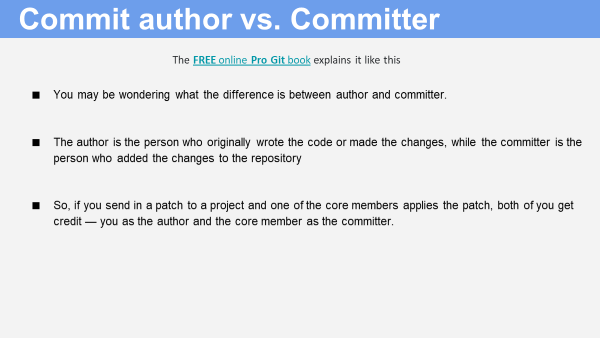 Commit author vs. Committer
The FREE online Pro Git book explains it like this
■ You may be wondering what the difference is between author and committer.
■ The author is the person who originally wrote the code or made the changes, while the committer is the
person who added the changes to the repository
■ So, if you send in a patch to a project and one of the core members applies the patch, both of you get
credit — you as the author and the core member as the committer.